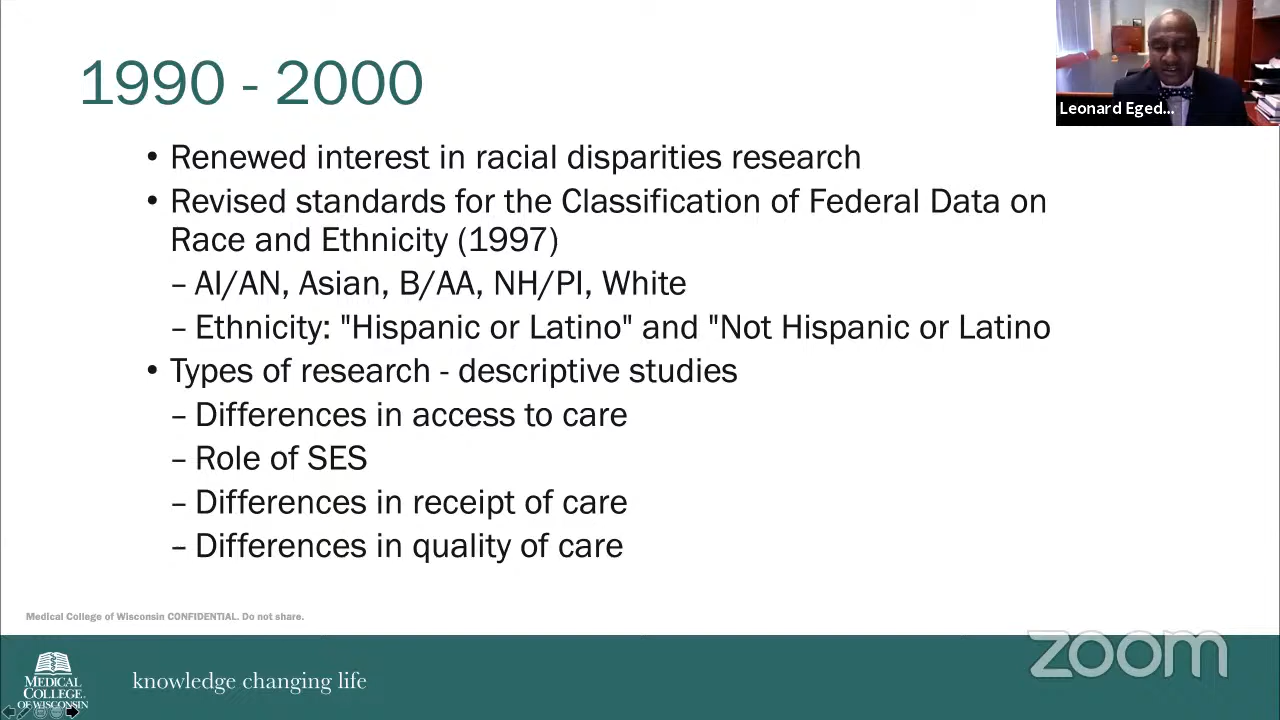 1990 - 2000
Leonard Eged...
• Renewed interest in racial disparities research
• Revised standards for the Classification of Federal Data on
Race and Ethnicity (1997)
– AI/AN, Asian, B/AA, NH/PI, White
– Ethnicity: "Hispanic or Latino" and "Not Hispanic or Latino
• Types of research - descriptive studies
– Differences in access to care
– Role of SES
– Differences in receipt of care
– Differences in quality of care
Medical College of Wisconsin CONFIDENTIAL. Do not share.
zoom
MEDICAL
COLLEGE
OF WISCONSIN
knowledge changing life